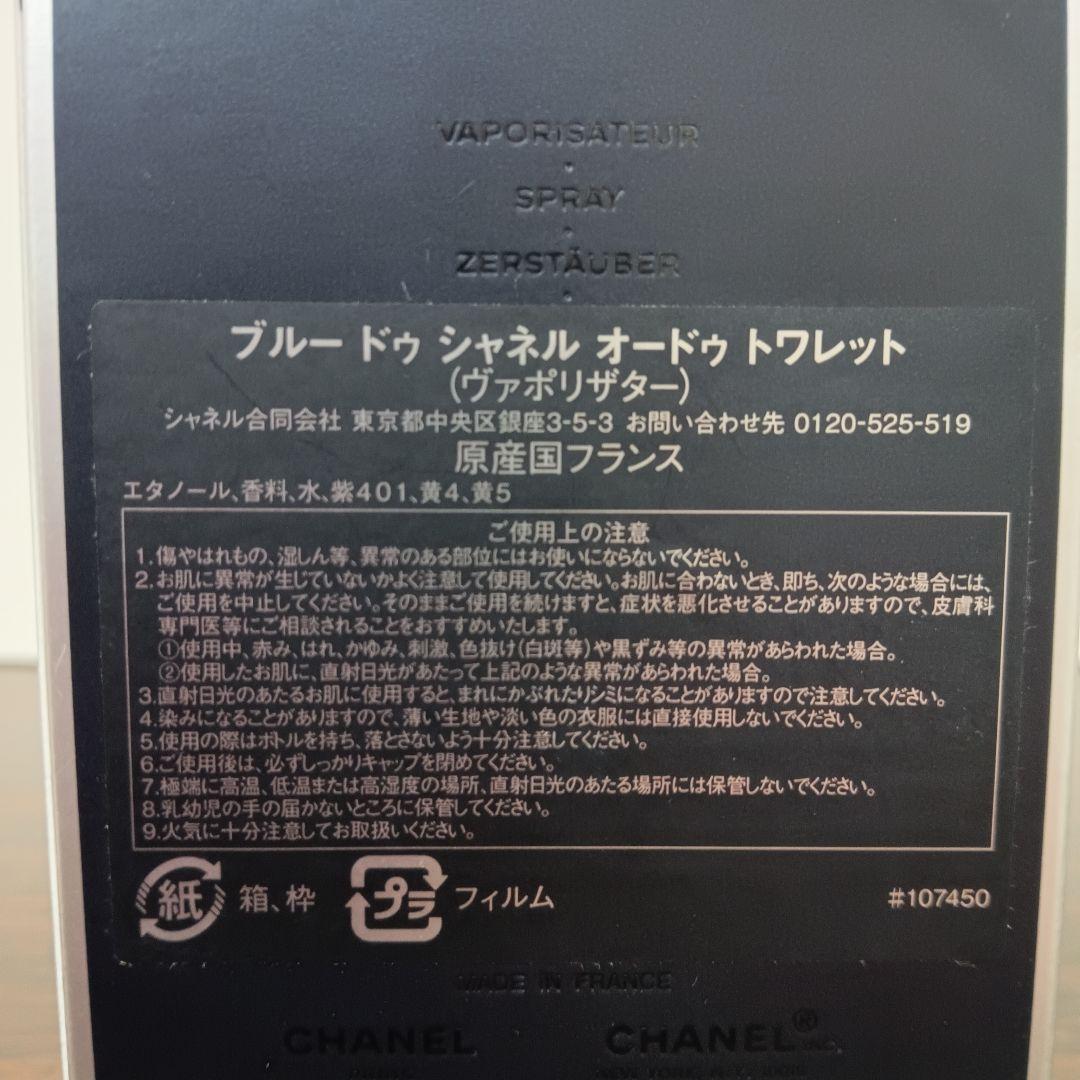 VAPORISATEUR
SPRAY
ZERSTÄUBER
ブルー ドゥ シャネル オードゥ トワレット
(ヴァポリザター)
シャネル合同会社 東京都中央区銀座3-5-3 お問い合わせ先 0120-525-519
原産国フランス
エタノール、香料、水、紫401、黄4、黄5
ご使用上の注意
1.傷やはれもの、湿しん等、異常のある部位にはお使いにならないでください。
2.お肌に異常が生じていないかよく注意して使用してください。お肌に合わないとき、即ち、次のような場合には、
ご使用を中止してください。そのままご使用を続けますと、症状を悪化させることがありますので、皮膚科
専門医等にご相談されることをおすすめいたします。
①使用中、赤み、はれ、かゆみ、刺激、色抜け(白斑等)や黒ずみ等の異常があらわれた場合。
②使用したお肌に、直射日光があたって上記のような異常があらわれた場合。
3.直射日光のあたるお肌に使用すると、まれにかぶれたりシミになることがありますので注意してください。
4.染みになることがありますので、薄い生地や淡い色の衣服には直接使用しないでください。
5.使用の際はボトルを持ち、落とさないよう十分注意してください。
6.ご使用後は、必ずしっかりキャップを閉めてください。
7.極端に高温、低温または高湿度の場所、直射日光のあたる場所には保管しないでください。
8.乳幼児の手の届かないところに保管してください。
9.火気に十分注意してお取扱いください。
紙 箱、枠 プラ フィルム #107450
MADE IN FRANCE
CHANEL CHANEL® INC.
PARIS NEW YORK, N.Y. 10019